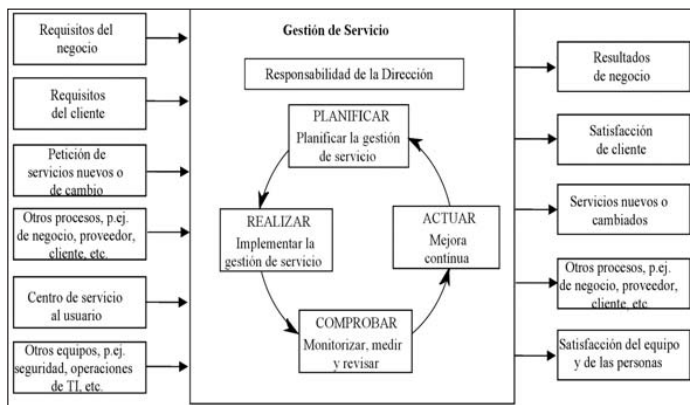 Requisitos del
negocio
Requisitos
del cliente
Petición de
servicios nuevos o
de cambio
Otros procesos, p.ej.
de negocio, proveedor,
cliente, etc.
Centro de servicio
al usuario
Otros equipos, p.ej.
seguridad, operaciones
de TI, etc.
Gestión de Servicio
Responsabilidad de la Dirección
PLANIFICAR
Planificar la gestión
de servicio
REALIZAR
Implementar la
gestión de servicio
ACTUAR
Mejora
continua
COMPROBAR
Monitorizar, medir
y revisar
Resultados
de negocio
Satisfacción
de cliente
Servicios nuevos o
cambiados
Otros procesos, p.ej.
de negocio, proveedor,
cliente, etc
Satisfacción del equipo
y de las personas